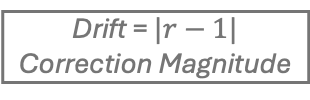 Drift = |r − 1|
Correction Magnitude